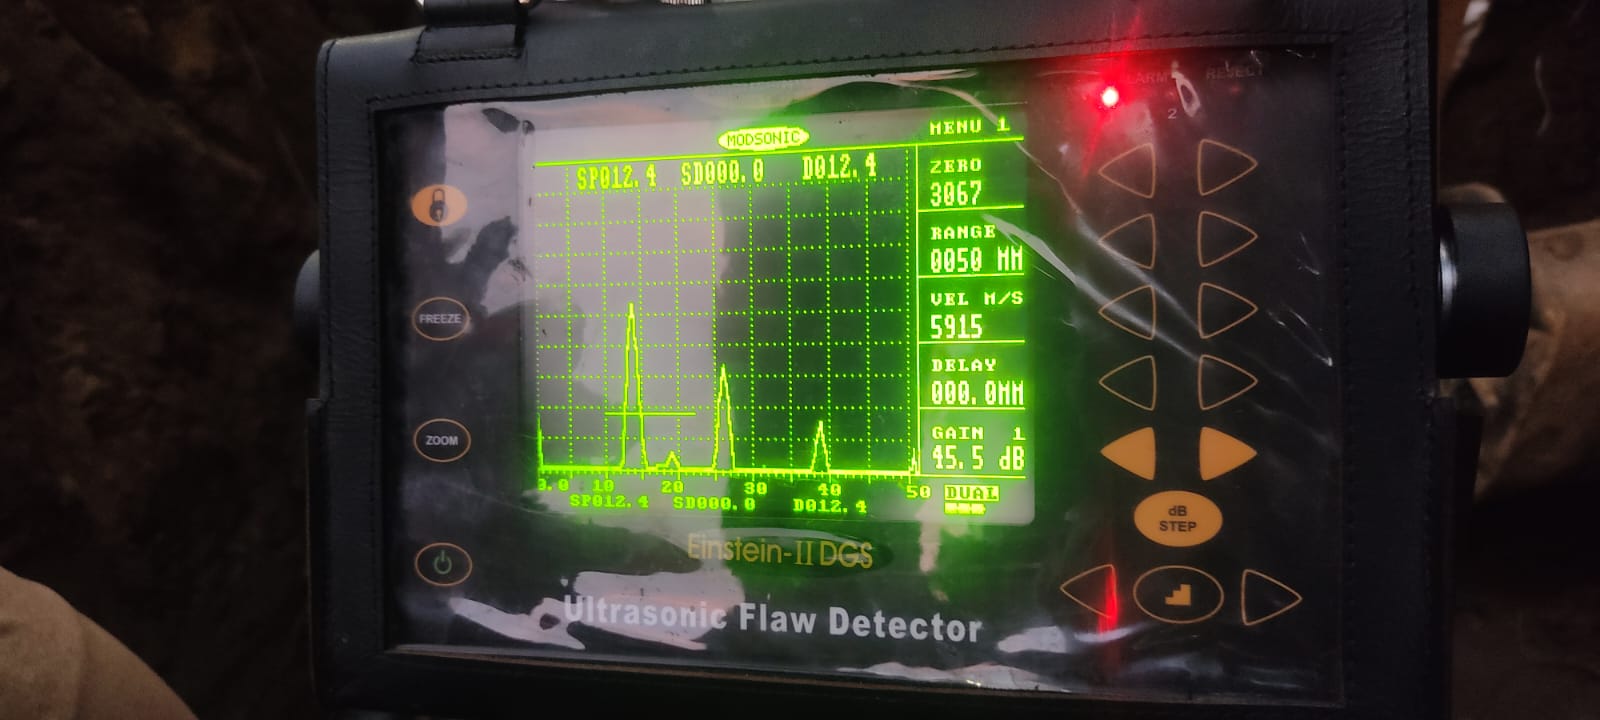 ALARM
REJECT
2
MODSONIC
MENU 1
SP012.4 SD000.0 D012.4
ZERO
3067
RANGE
0050 MM
VEL M/S
5915
DELAY
000.0MM
GAIN 1
45.5 dB
0.0 10 20 30 40 50
DUAL
SP012.4 SD000.0 D012.4
FREEZE
ZOOM
dB
STEP
Einstein-II DGS
Ultrasonic Flaw Detector